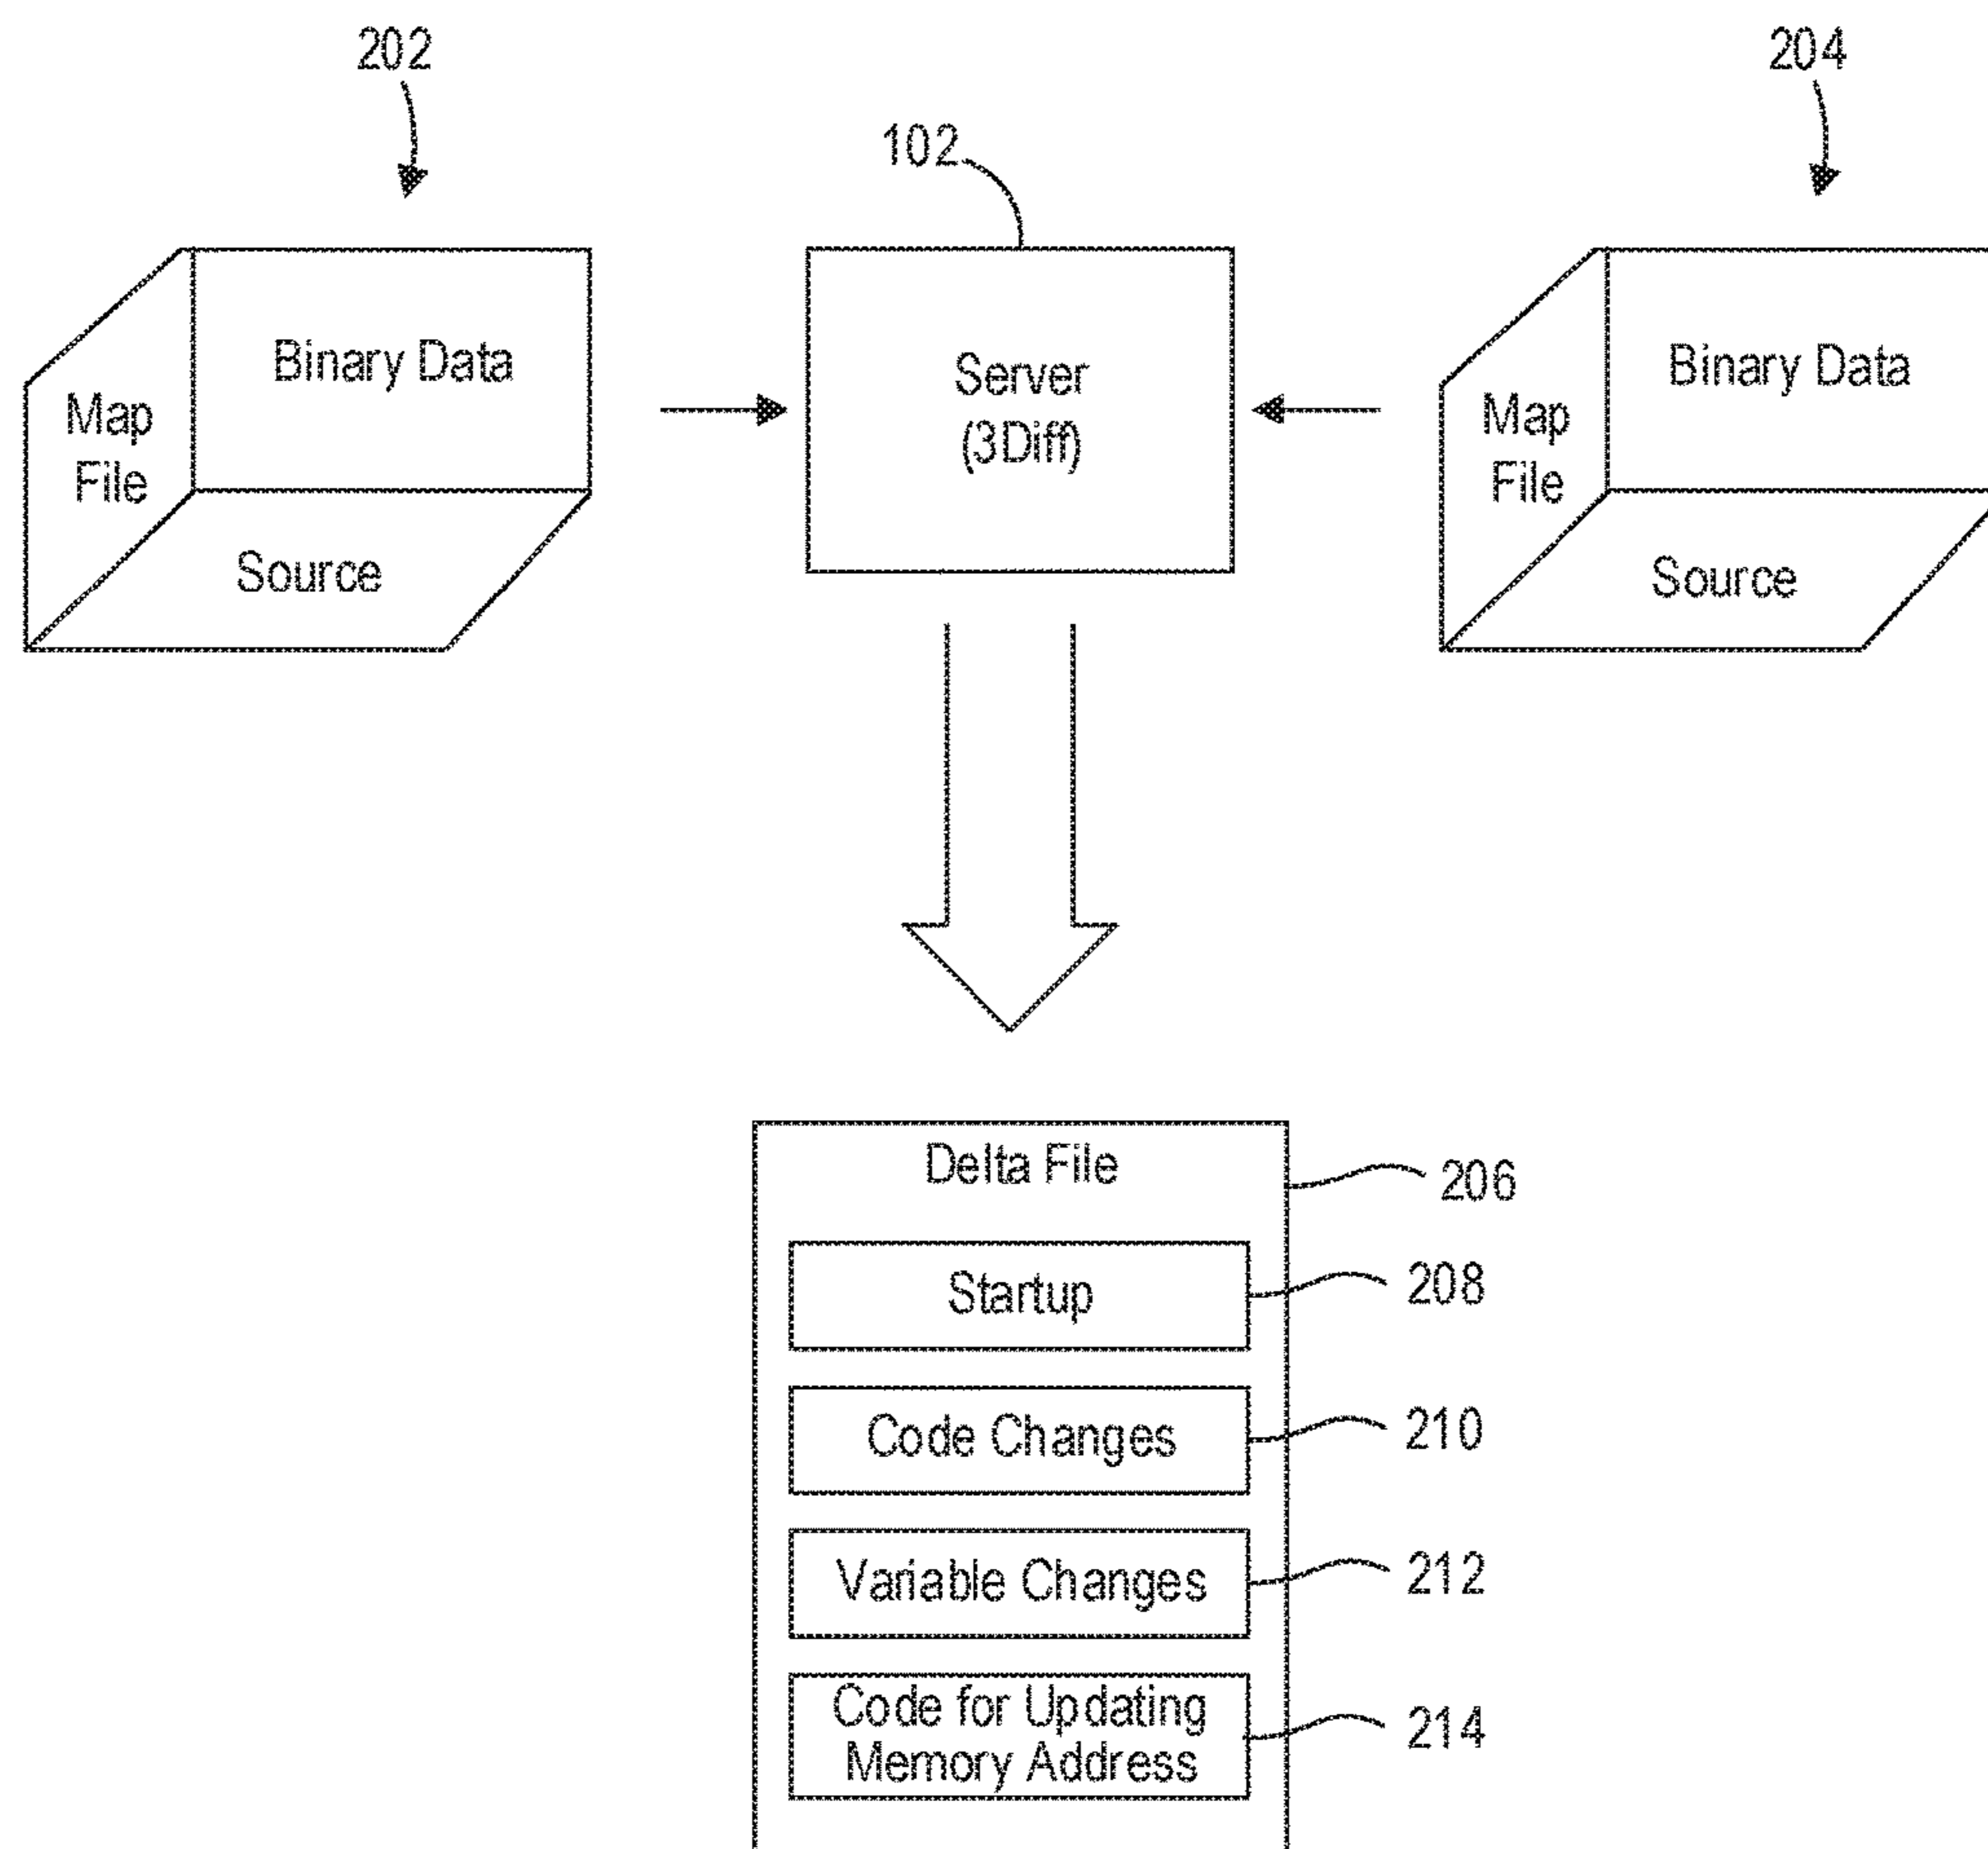 202
204
102
Binary Data
Map
File
Source
Server
(3Diff)
Binary Data
Map
File
Source
Delta File
206
Startup
208
Code Changes
210
Variable Changes
212
Code for Updating
Memory Address
214